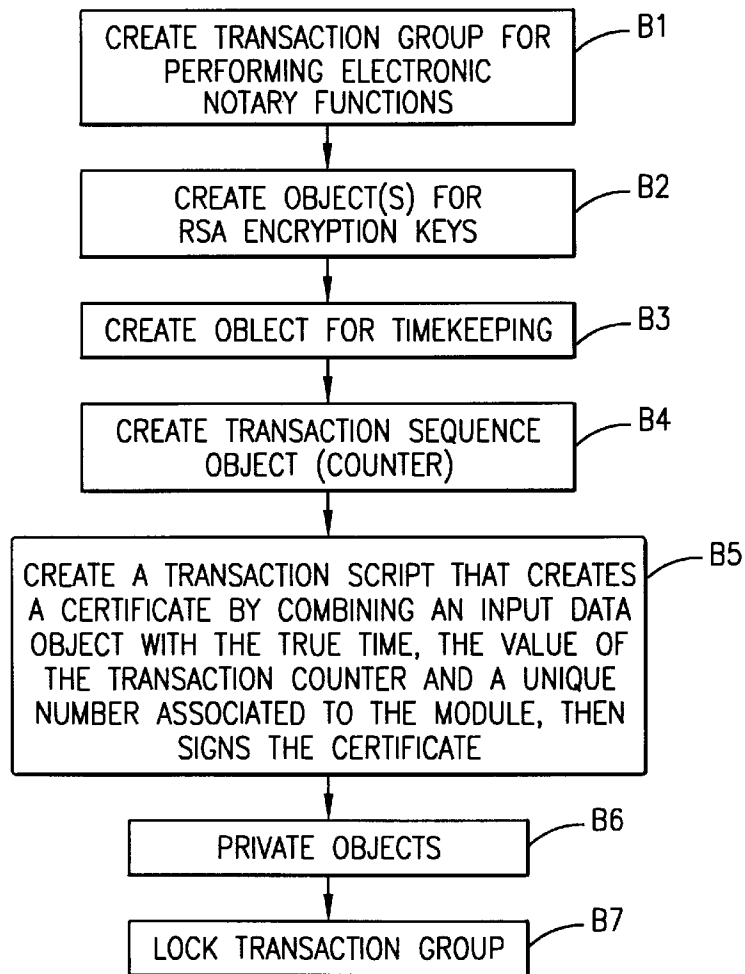 CREATE TRANSACTION GROUP FOR
PERFORMING ELECTRONIC
NOTARY FUNCTIONS
B1
CREATE OBJECT(S) FOR
RSA ENCRYPTION KEYS
B2
CREATE OBLECT FOR TIMEKEEPING
B3
CREATE TRANSACTION SEQUENCE
OBJECT (COUNTER)
B4
CREATE A TRANSACTION SCRIPT THAT CREATES
A CERTIFICATE BY COMBINING AN INPUT DATA
OBJECT WITH THE TRUE TIME, THE VALUE OF
THE TRANSACTION COUNTER AND A UNIQUE
NUMBER ASSOCIATED TO THE MODULE, THEN
SIGNS THE CERTIFICATE
B5
PRIVATE OBJECTS
B6
LOCK TRANSACTION GROUP
B7